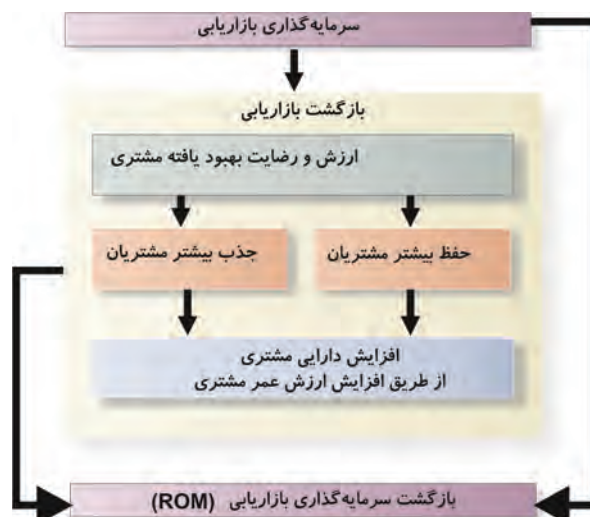 سرمایه‌گذاری بازاریابی
بازگشت بازاریابی
ارزش و رضایت بهبود یافته مشتری
حفظ بیشتر مشتریان
جذب بیشتر مشتریان
افزایش دارایی مشتری
از طریق افزایش ارزش عمر مشتری
بازگشت سرمایه‌گذاری بازاریابی (ROM)